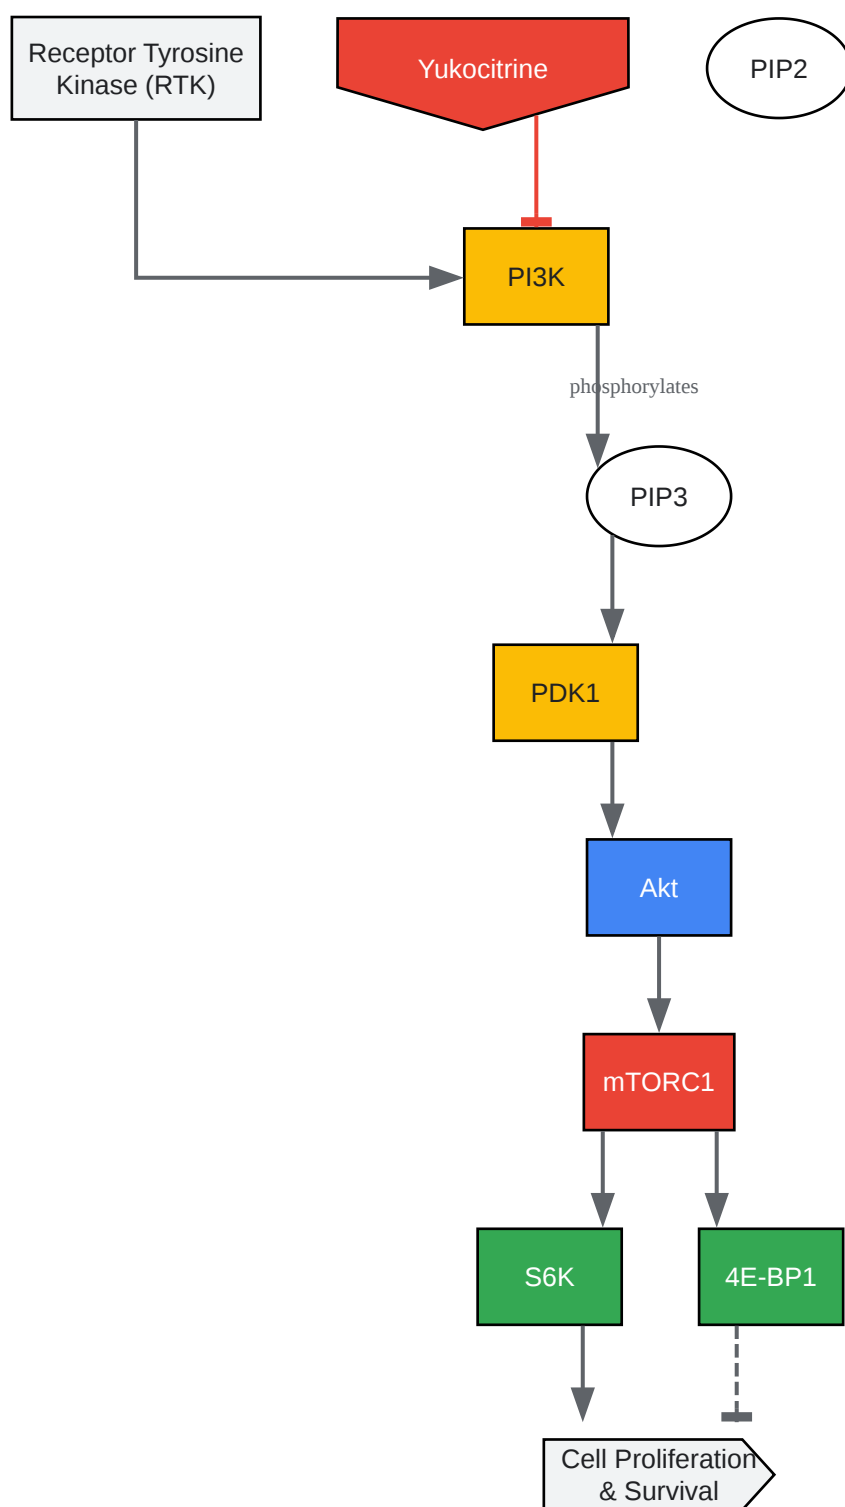 Receptor Tyrosine
Kinase (RTK)
Yukocitrine
PIP2
PI3K
phosphorylates
PIP3
PDK1
Akt
mTORC1
S6K
4E-BP1
Cell Proliferation
& Survival